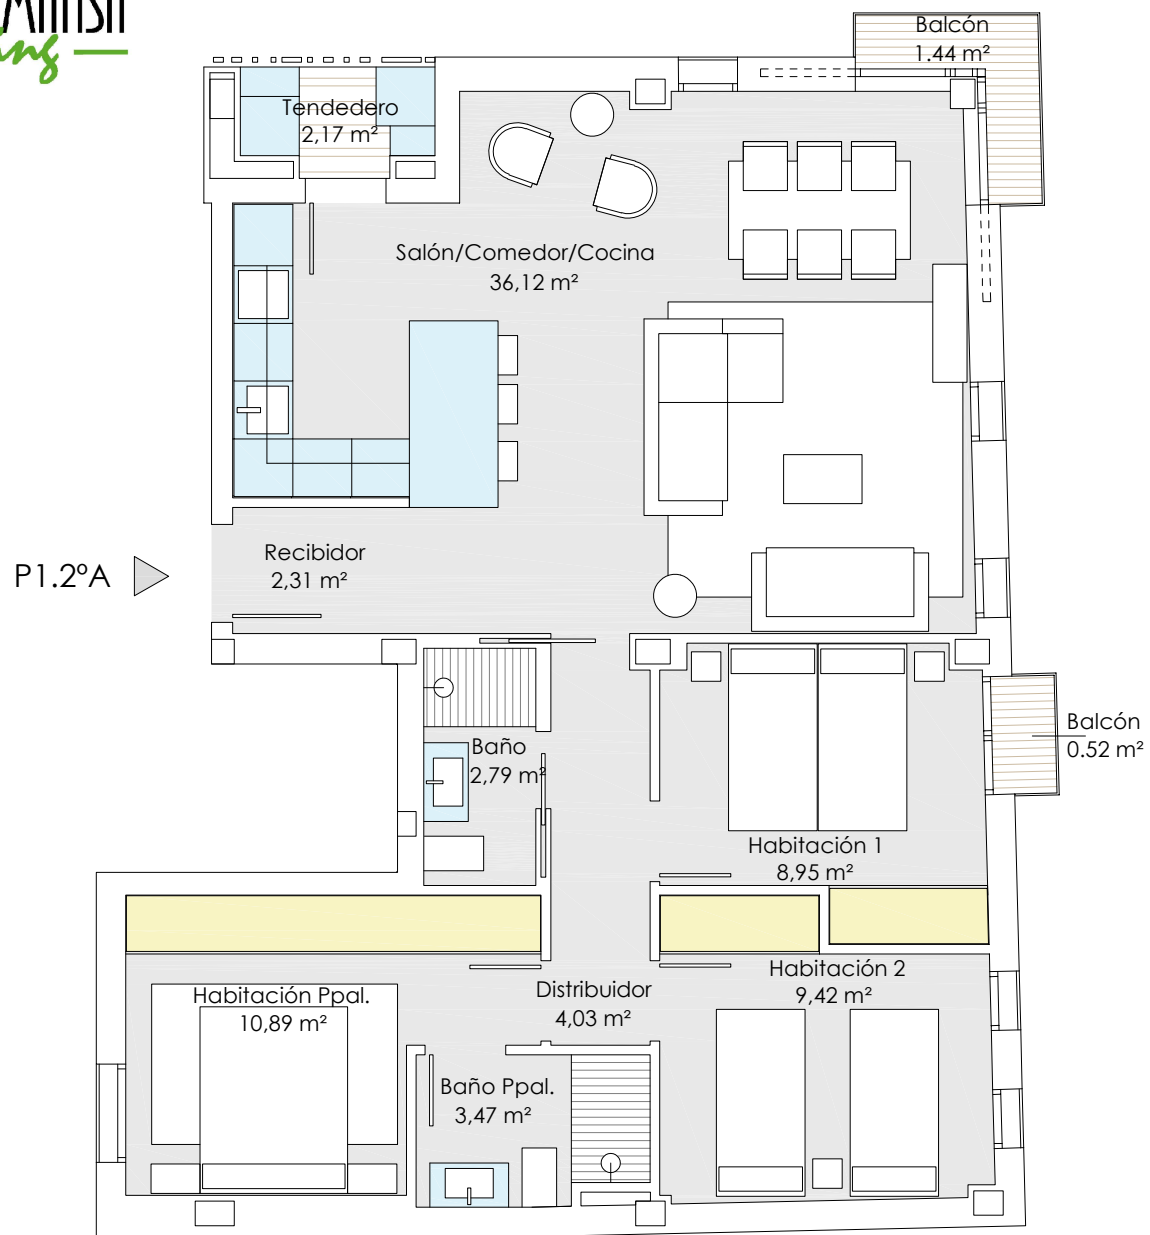 Balcón
1.44 m²
Tendedero
2,17 m²
Salón/Comedor/Cocina
36,12 m²
Recibidor
2,31 m²
P1.2ºA
Baño
2,79 m²
Balcón
0.52 m²
Habitación 1
8,95 m²
Habitación 2
9,42 m²
Distribuidor
4,03 m²
Habitación Ppal.
10,89 m²
Baño Ppal.
3,47 m²